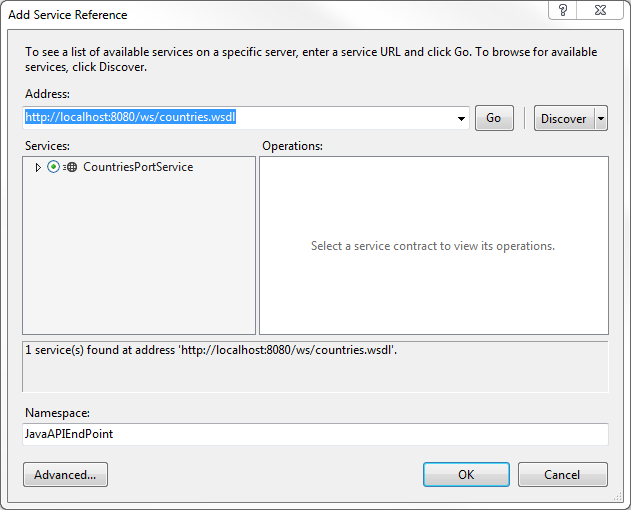 Add Service Reference
To see a list of available services on a specific server, enter a service URL and click Go. To browse for available
services, click Discover.
Address:
http://localhost:8080/ws/countries.wsdl
Go
Discover
Services:
Operations:
CountriesPortService
Select a service contract to view its operations.
1 service(s) found at address 'http://localhost:8080/ws/countries.wsdl'.
Namespace:
JavaAPIEndPoint
Advanced...
OK
Cancel